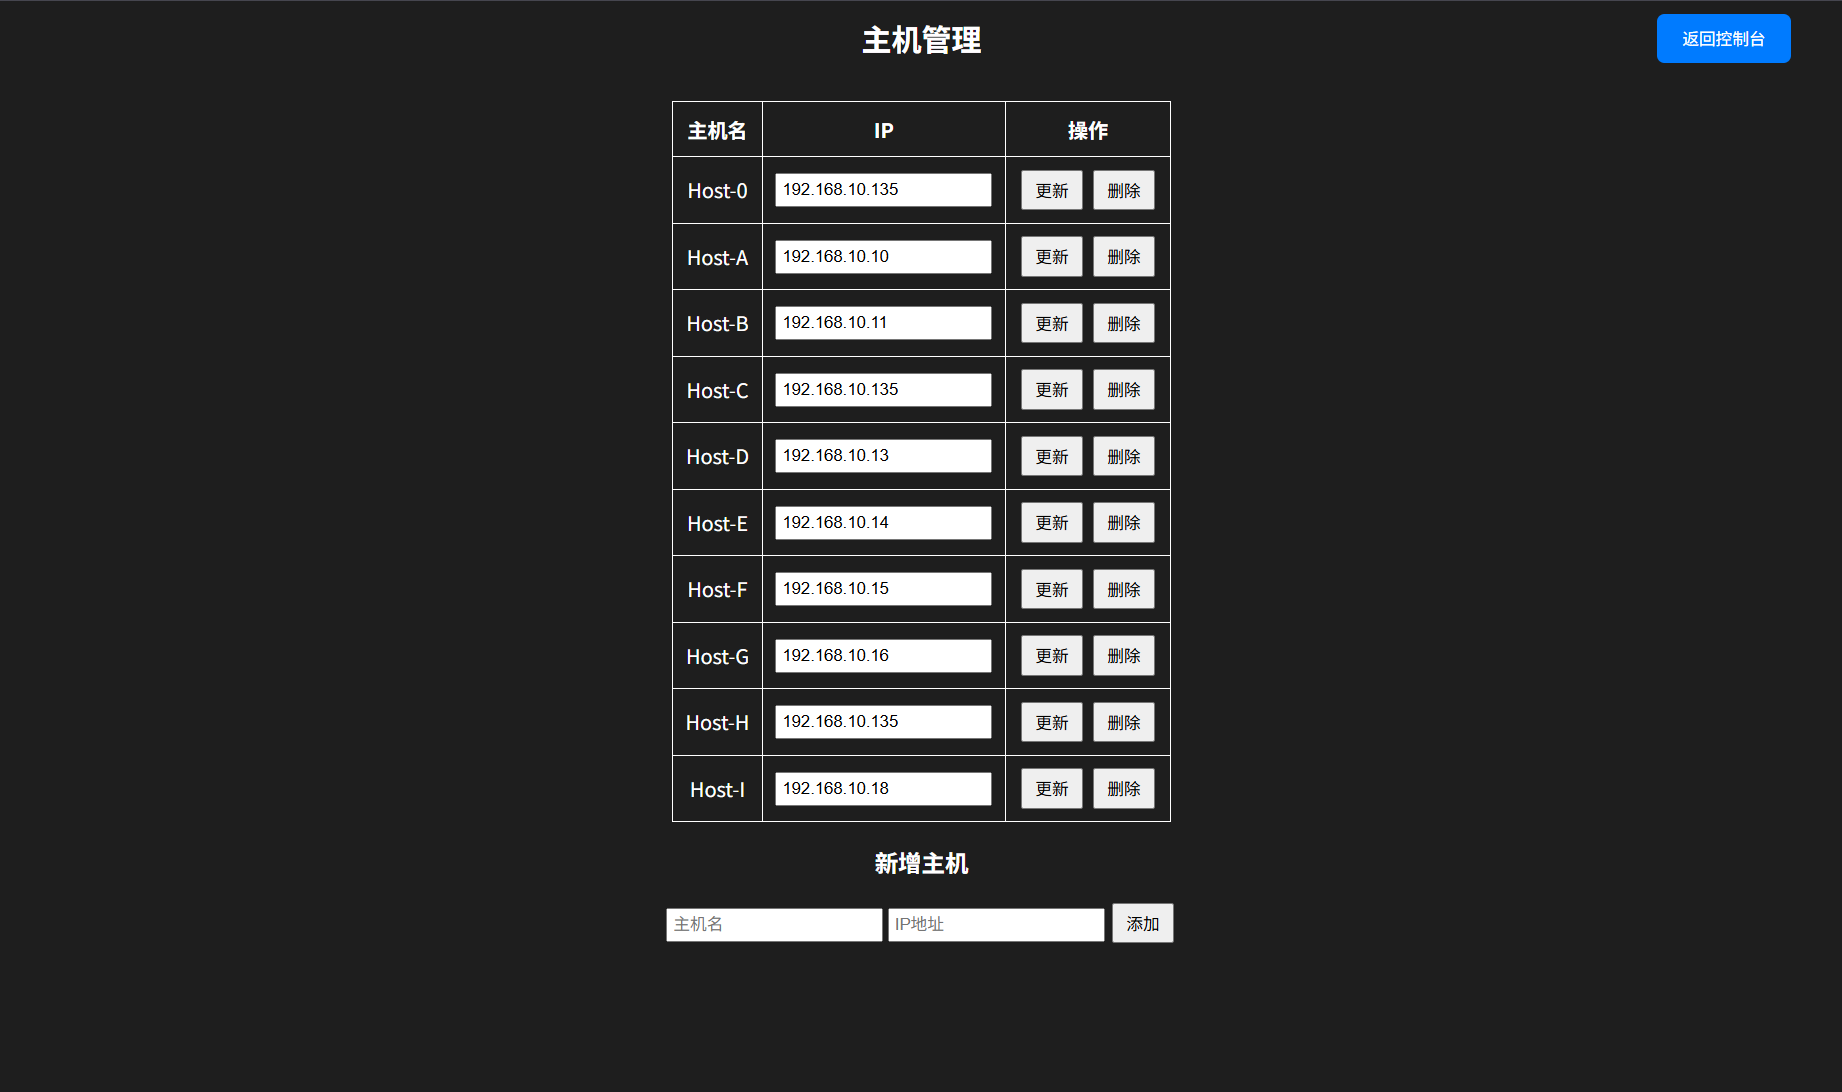 主机管理
返回控制台
主机名 IP 操作
Host-0 192.168.10.135 更新 删除
Host-A 192.168.10.10 更新 删除
Host-B 192.168.10.11 更新 删除
Host-C 192.168.10.135 更新 删除
Host-D 192.168.10.13 更新 删除
Host-E 192.168.10.14 更新 删除
Host-F 192.168.10.15 更新 删除
Host-G 192.168.10.16 更新 删除
Host-H 192.168.10.135 更新 删除
Host-I 192.168.10.18 更新 删除
新增主机
主机名 IP地址 添加